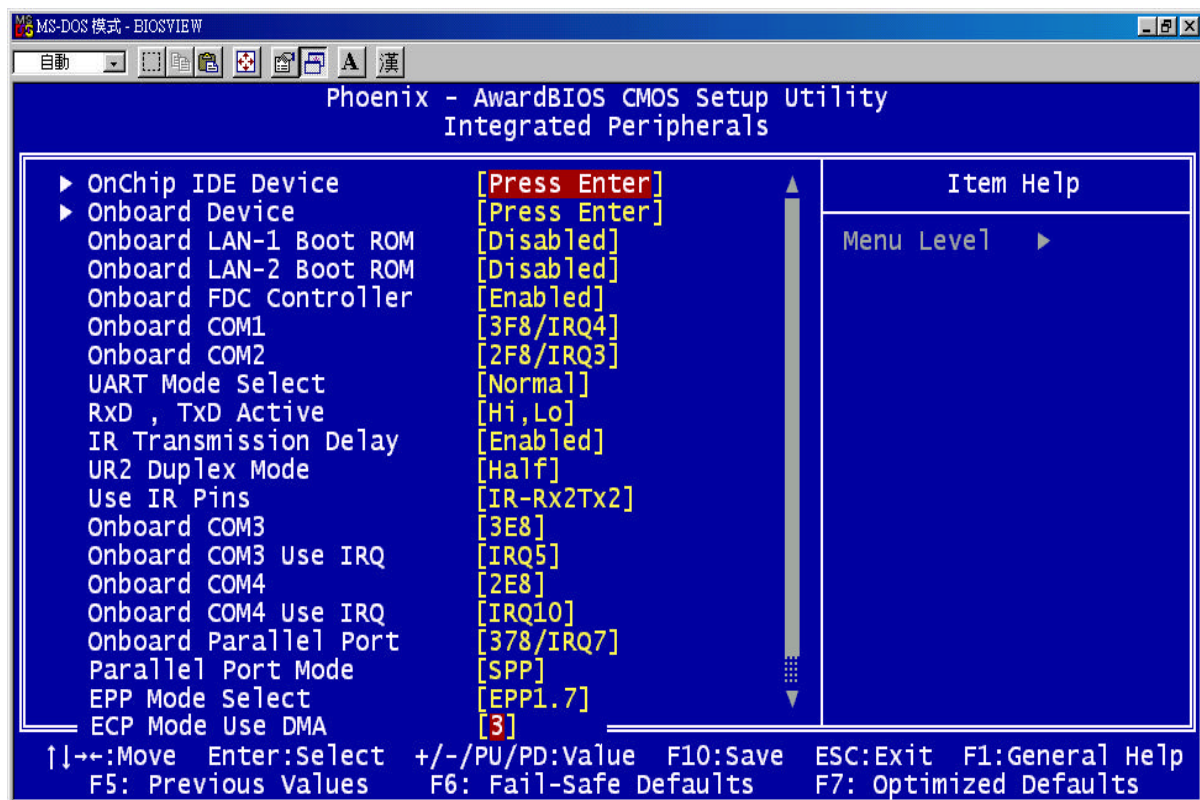 MS-DOS 模式 - BIOSVIEW
自動 A 漢
Phoenix - AwardBIOS CMOS Setup Utility
Integrated Peripherals
▶ OnChip IDE Device [Press Enter]
▶ Onboard Device [Press Enter]
Onboard LAN-1 Boot ROM [Disabled]
Onboard LAN-2 Boot ROM [Disabled]
Onboard FDC Controller [Enabled]
Onboard COM1 [3F8/IRQ4]
Onboard COM2 [2F8/IRQ3]
UART Mode Select [Normal]
RxD , TxD Active [Hi,Lo]
IR Transmission Delay [Enabled]
UR2 Duplex Mode [Half]
Use IR Pins [IR-Rx2Tx2]
Onboard COM3 [3E8]
Onboard COM3 Use IRQ [IRQ5]
Onboard COM4 [2E8]
Onboard COM4 Use IRQ [IRQ10]
Onboard Parallel Port [378/IRQ7]
Parallel Port Mode [SPP]
EPP Mode Select [EPP1.7]
ECP Mode Use DMA [3]
Item Help
Menu Level ▶
↑↓→←:Move Enter:Select +/-/PU/PD:Value F10:Save ESC:Exit F1:General Help
F5: Previous Values F6: Fail-Safe Defaults F7: Optimized Defaults